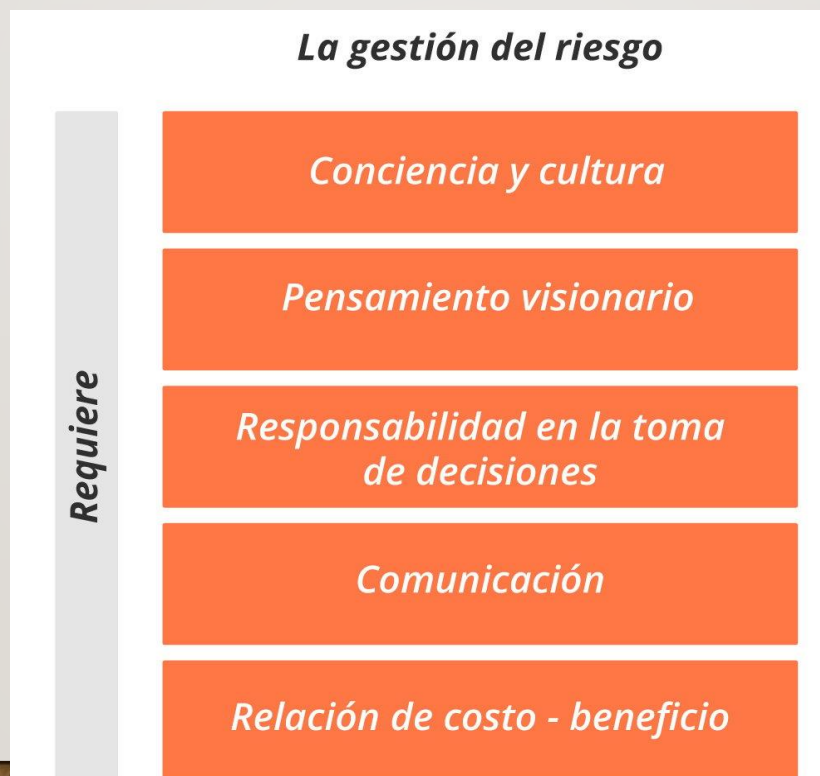 La gestión del riesgo
Requiere
Conciencia y cultura
Pensamiento visionario
Responsabilidad en la toma
de decisiones
Comunicación
Relación de costo - beneficio